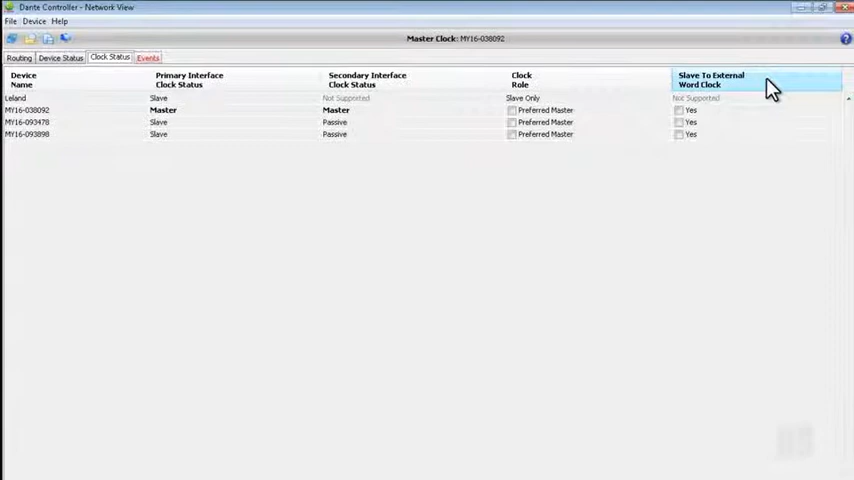 Dante Controller - Network View
File Device Help
Master Clock: MY16-038092
Routing Device Status Clock Status Events
Device Name Primary Interface Clock Status Secondary Interface Clock Status Clock Role Slave To External Word Clock
Leland Slave Not Supported Slave Only Not Supported
MY16-038092 Master Master Preferred Master Yes
MY16-093478 Slave Passive Preferred Master Yes
MY16-093898 Slave Passive Preferred Master Yes